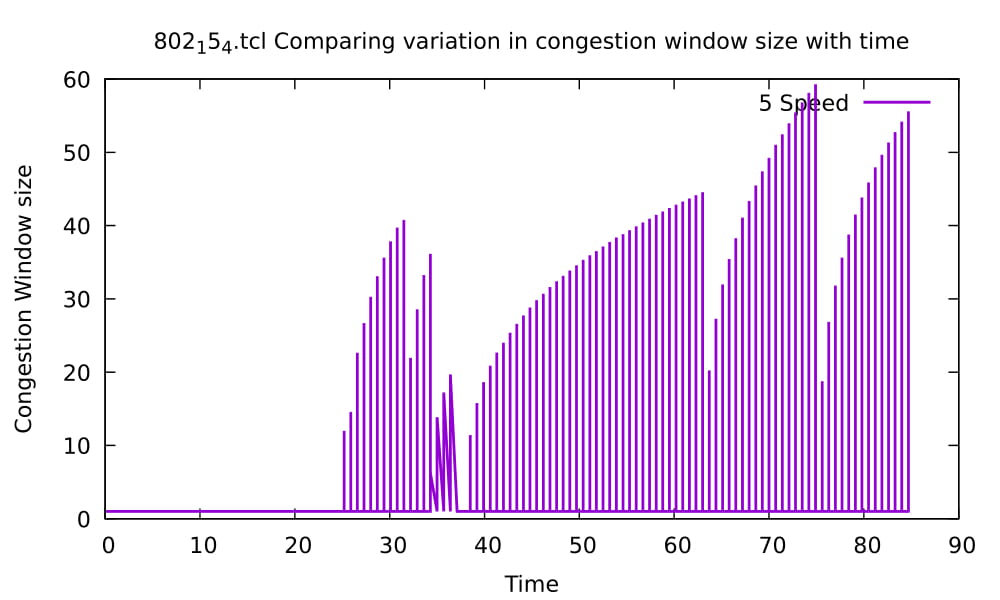 802₁5₄.tcl Comparing variation in congestion window size with time
60
50
40
30
20
10
0
Congestion Window size
5 Speed
0 10 20 30 40 50 60 70 80 90
Time